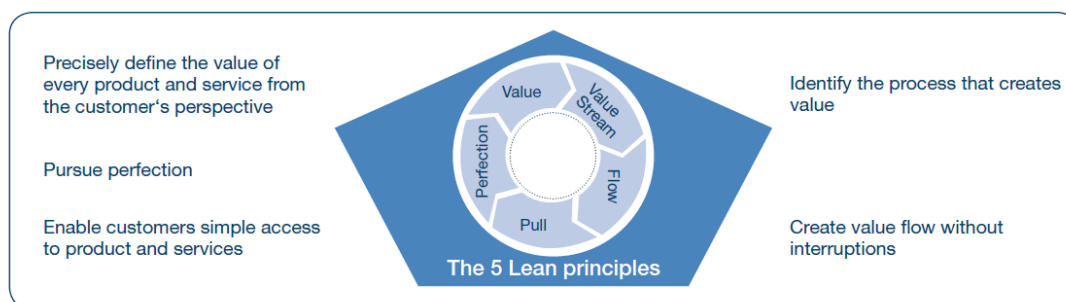 Precisely define the value of
every product and service from
the customer‘s perspective
Pursue perfection
Enable customers simple access
to product and services
Value
Value
Stream
Flow
Pull
Perfection
The 5 Lean principles
Identify the process that creates
value
Create value flow without
interruptions